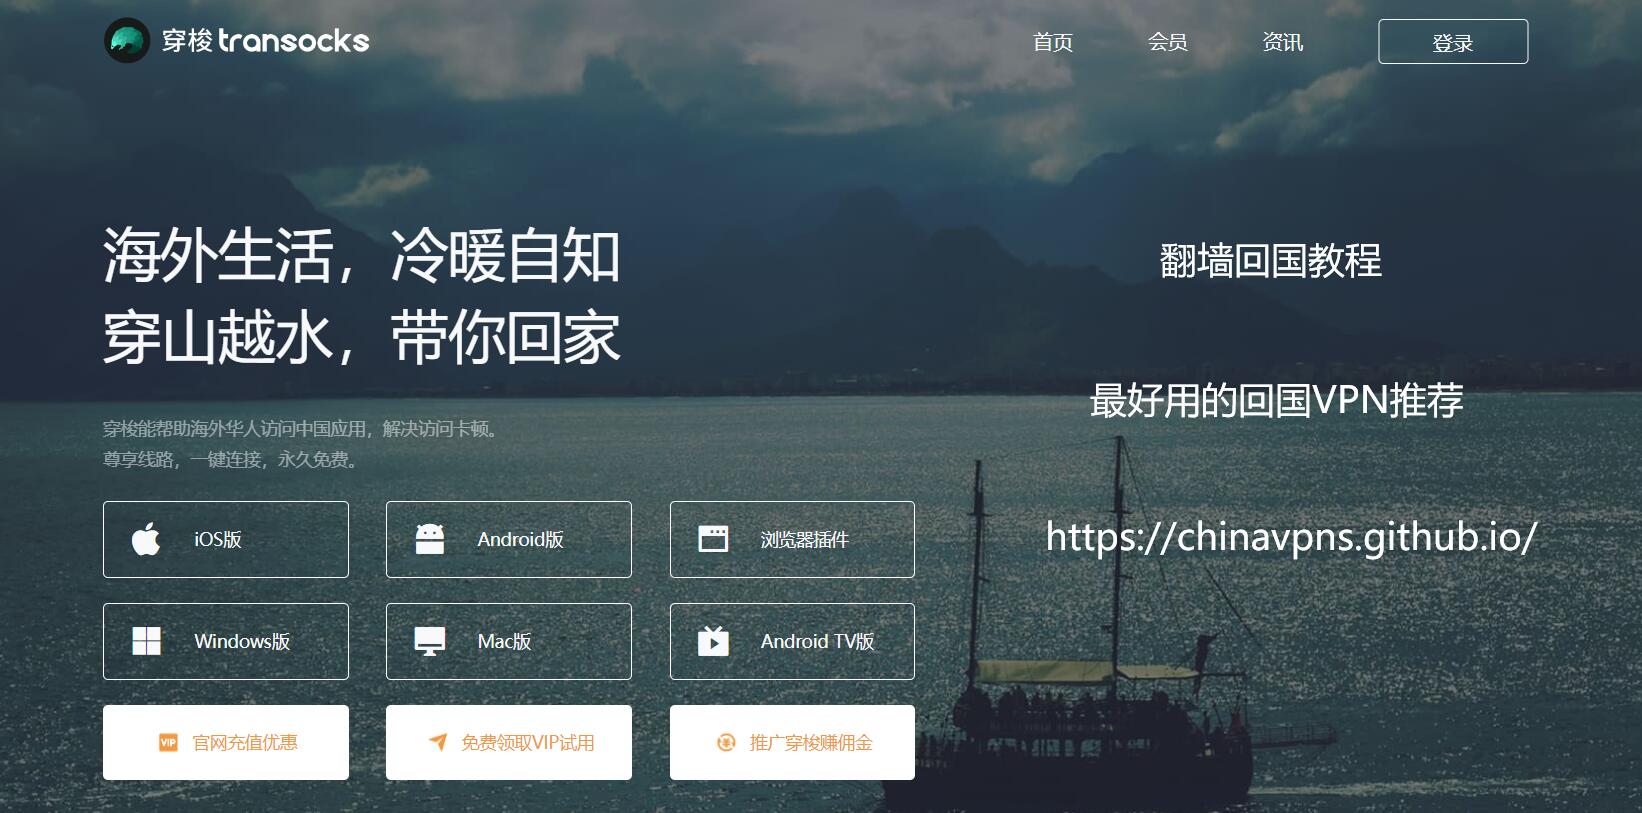 穿梭 transocks
首页
会员
资讯
登录
海外生活，冷暖自知
穿山越水，带你回家
穿梭能帮助海外华人访问中国应用，解决访问卡顿。
尊享线路，一键连接，永久免费。
iOS版
Android版
浏览器插件
Windows版
Mac版
Android TV版
VIP 官网充值优惠
免费领取VIP试用
推广穿梭赚佣金
翻墙回国教程
最好用的回国VPN推荐
https://chinavpns.github.io/